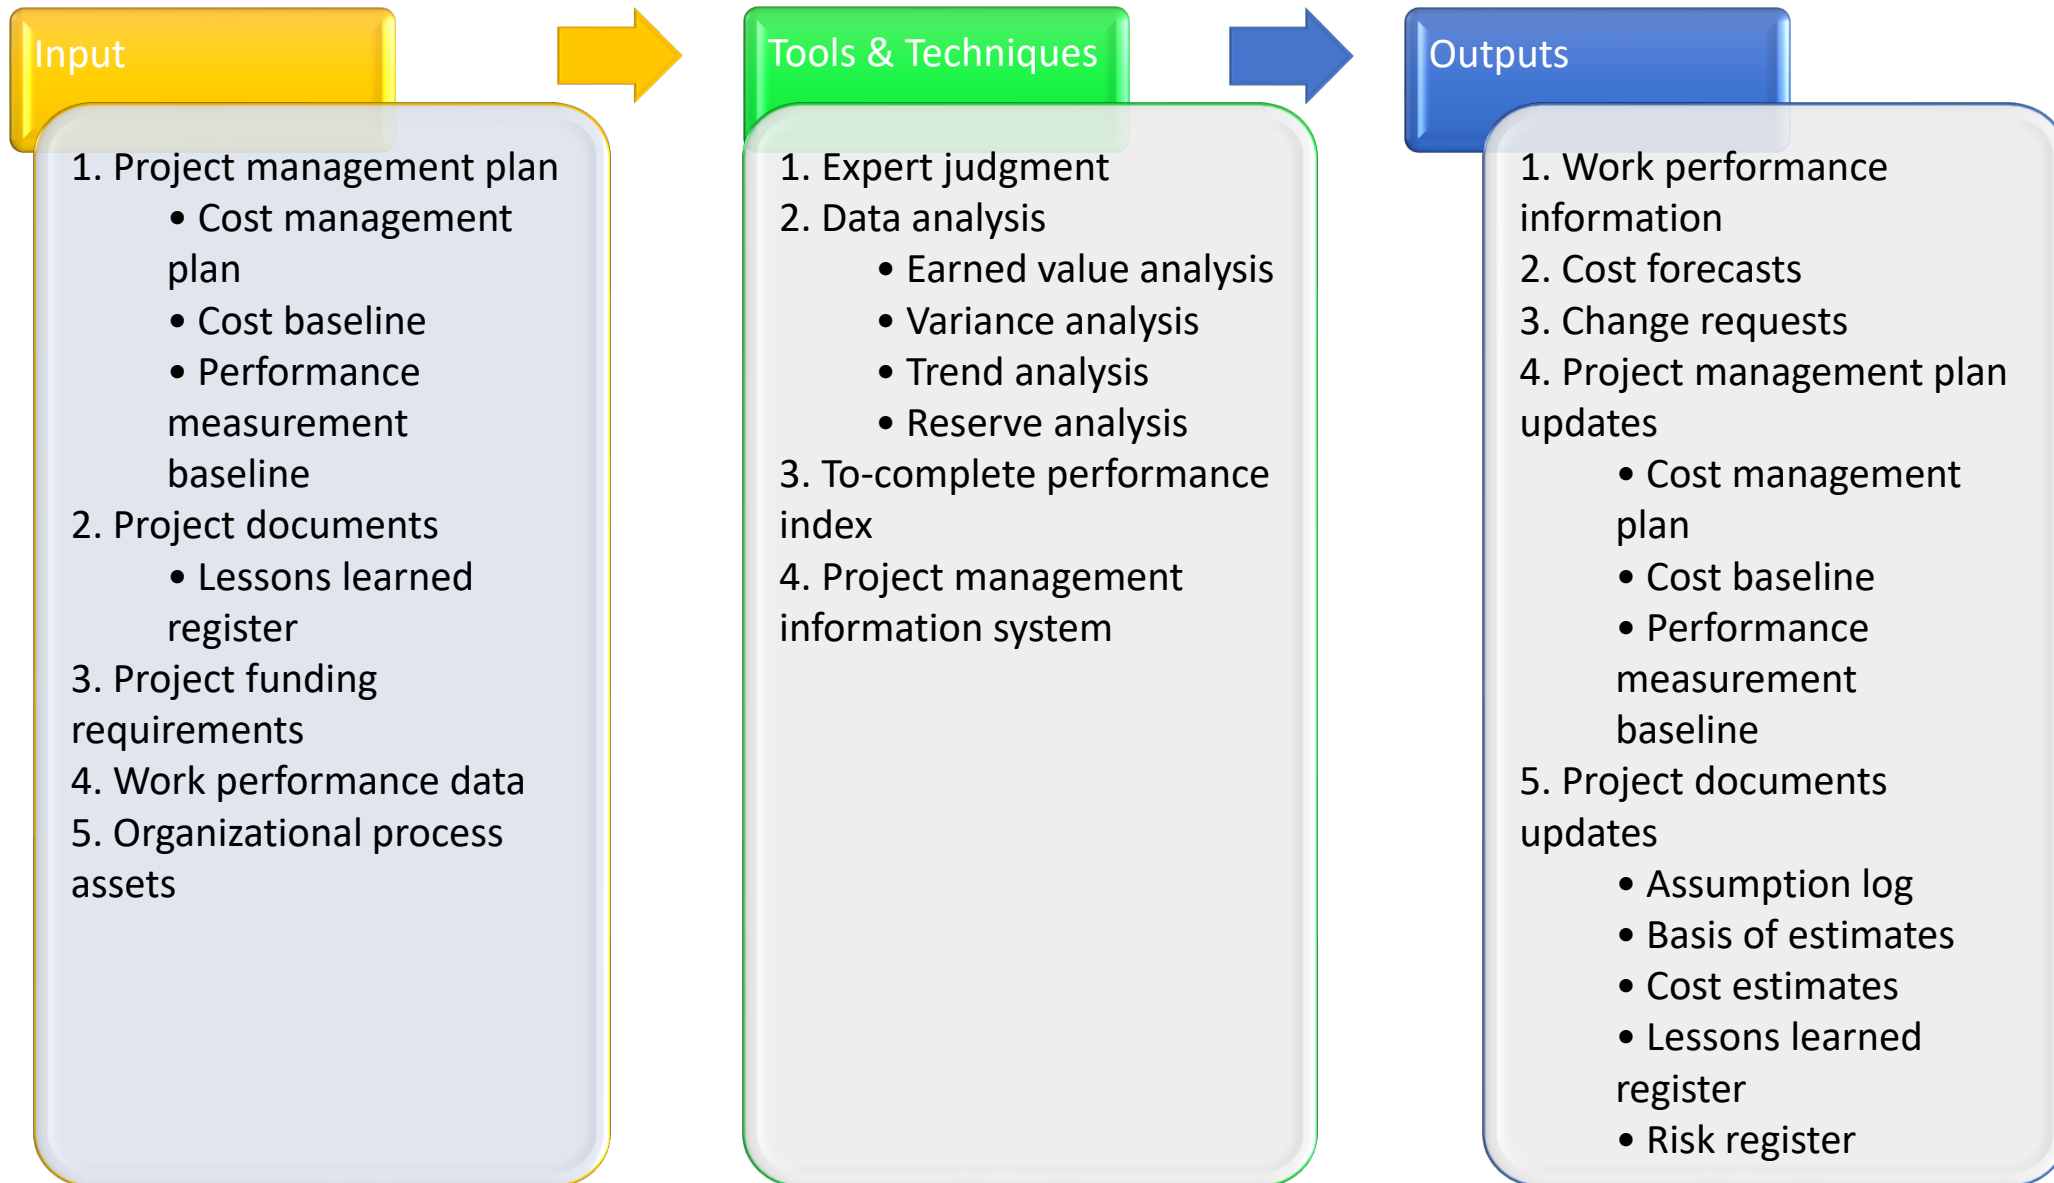 Input
1. Project management plan
• Cost management
plan
• Cost baseline
• Performance
measurement
baseline
2. Project documents
• Lessons learned
register
3. Project funding
requirements
4. Work performance data
5. Organizational process
assets
Tools & Techniques
1. Expert judgment
2. Data analysis
• Earned value analysis
• Variance analysis
• Trend analysis
• Reserve analysis
3. To-complete performance
index
4. Project management
information system
Outputs
1. Work performance
information
2. Cost forecasts
3. Change requests
4. Project management plan
updates
• Cost management
plan
• Cost baseline
• Performance
measurement
baseline
5. Project documents
updates
• Assumption log
• Basis of estimates
• Cost estimates
• Lessons learned
register
• Risk register